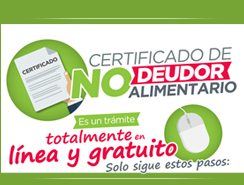 CERTIFICADO
CERTIFICADO DE
NO DEUDOR
ALIMENTARIO
Es un trámite
totalmente en
línea y gratuito
Solo sigue estos pasos: